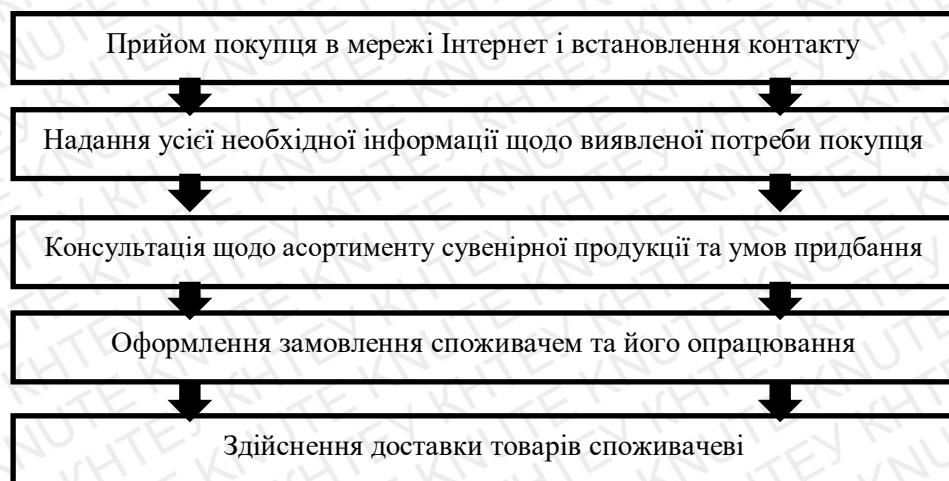 Прийом покупця в мережі Інтернет і встановлення контакту
Надання усієї необхідної інформації щодо виявленої потреби покупця
Консультація щодо асортименту сувенірної продукції та умов придбання
Оформлення замовлення споживачем та його опрацювання
Здійснення доставки товарів споживачеві